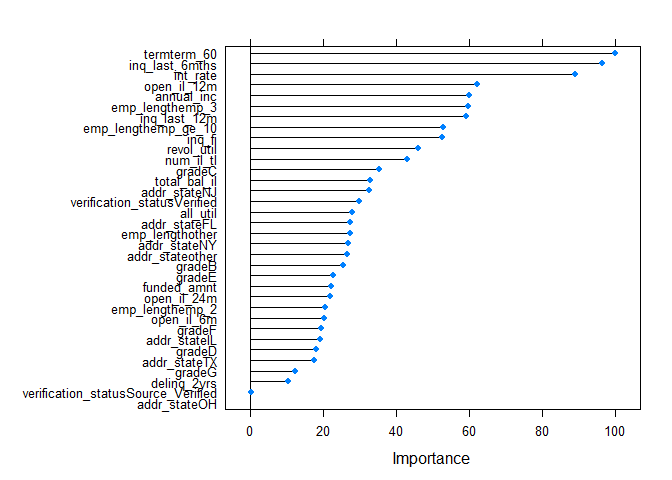 termterm_60
inq_last_6mths
int_rate
open_il_12m
annual_inc
emp_lengthemp_3
inq_last_12m
emp_lengthemp_ge_10
inq_fi
revol_util
num_il_tl
gradeC
total_bal_il
addr_stateNJ
verification_statusVerified
all_util
addr_stateFL
emp_lengthother
addr_stateNY
addr_stateother
gradeB
gradeE
funded_amnt
open_il_24m
emp_lengthemp_2
open_il_6m
gradeF
addr_stateIL
gradeD
addr_stateTX
gradeG
delinq_2yrs
verification_statusSource_Verified
addr_stateOH
0 20 40 60 80 100
Importance